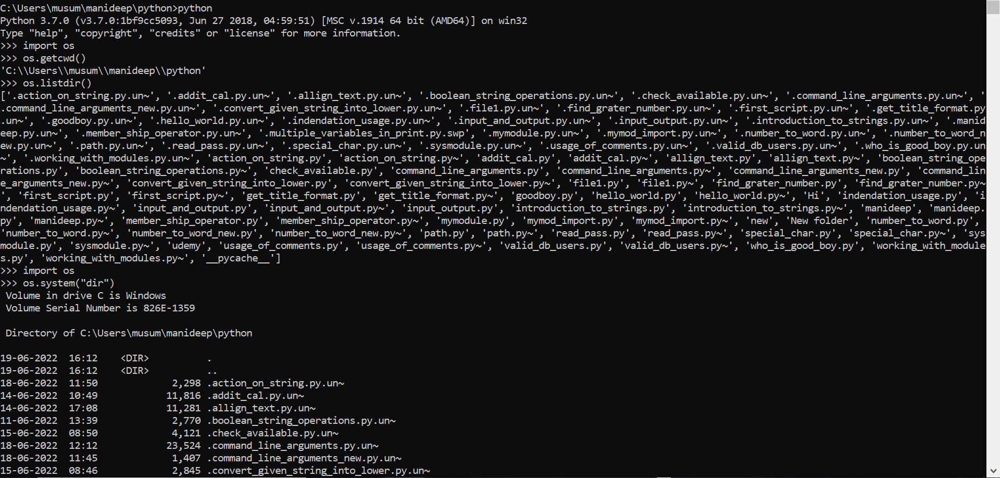 C:\Users\musum\manideep\python>python
Python 3.7.0 (v3.7.0:1bf9cc5093, Jun 27 2018, 04:59:51) [MSC v.1914 64 bit (AMD64)] on win32
Type "help", "copyright", "credits" or "license" for more information.
>>> import os
>>> os.getcwd()
'C:\\Users\\musum\\manideep\\python'
>>> os.listdir()
['.action_on_string.py.un~', '.addit_cal.py.un~', '.allign_text.py.un~', '.boolean_string_operations.py.un~', '.check_available.py.un~', '.command_line_arguments.py.un~', '
.command_line_arguments_new.py.un~', '.convert_given_string_into_lower.py.un~', '.file1.py.un~', '.find_grater_number.py.un~', '.first_script.py.un~', '.get_title_format.py
.un~', '.goodboy.py.un~', '.hello_world.py.un~', '.indendation_usage.py.un~', '.input_and_output.py.un~', '.input_output.py.un~', '.introduction_to_strings.py.un~', '.manid
eep.py.un~', '.member_ship_operator.py.un~', '.multiple_variables_in_print.py.swp', '.mymodule.py.un~', '.mymod_import.py.un~', '.number_to_word.py.un~', '.number_to_word_n
ew.py.un~', '.path.py.un~', '.read_pass.py.un~', '.special_char.py.un~', '.sysmodule.py.un~', '.usage_of_comments.py.un~', '.valid_db_users.py.un~', '.who_is_good_boy.py.un
~', '.working_with_modules.py.un~', 'action_on_string.py', 'action_on_string.py~', 'addit_cal.py', 'addit_cal.py~', 'allign_text.py', 'allign_text.py~', 'boolean_string_ope
rations.py', 'boolean_string_operations.py~', 'check_available.py', 'command_line_arguments.py', 'command_line_arguments.py~', 'command_line_arguments_new.py', 'command_lin
e_arguments_new.py~', 'convert_given_string_into_lower.py', 'convert_given_string_into_lower.py~', 'file1.py', 'file1.py~', 'find_grater_number.py', 'find_grater_number.py~
', 'first_script.py', 'first_script.py~', 'get_title_format.py', 'get_title_format.py~', 'goodboy.py', 'hello_world.py', 'hello_world.py~', 'Hi', 'indendation_usage.py', 'i
ndendation_usage.py~', 'input_and_output.py', 'input_and_output.py~', 'input_output.py', 'introduction_to_strings.py', 'introduction_to_strings.py~', 'manideep', 'manideep.
py', 'manideep.py~', 'member_ship_operator.py', 'member_ship_operator.py~', 'mymodule.py', 'mymod_import.py', 'mymod_import.py~', 'new', 'New folder', 'number_to_word.py', 
'number_to_word.py~', 'number_to_word_new.py', 'number_to_word_new.py~', 'path.py', 'path.py~', 'read_pass.py', 'read_pass.py~', 'special_char.py', 'special_char.py~', 'sys
module.py', 'sysmodule.py~', 'udemy', 'usage_of_comments.py', 'usage_of_comments.py~', 'valid_db_users.py', 'valid_db_users.py~', 'who_is_good_boy.py', 'working_with_module
s.py', 'working_with_modules.py~', '__pycache__']
>>> import os
>>> os.system("dir")
 Volume in drive C is Windows
 Volume Serial Number is 826E-1359
 Directory of C:\Users\musum\manideep\python
19-06-2022  16:12    <DIR>          .
19-06-2022  16:12    <DIR>          ..
18-06-2022  11:50             2,298 .action_on_string.py.un~
14-06-2022  10:49            11,816 .addit_cal.py.un~
14-06-2022  17:08            11,281 .allign_text.py.un~
11-06-2022  13:39             2,770 .boolean_string_operations.py.un~
15-06-2022  08:50             4,121 .check_available.py.un~
18-06-2022  12:12            23,524 .command_line_arguments.py.un~
18-06-2022  11:45             1,407 .command_line_arguments_new.py.un~
15-06-2022  08:46             2,845 .convert_given_string_into_lower.py.un~